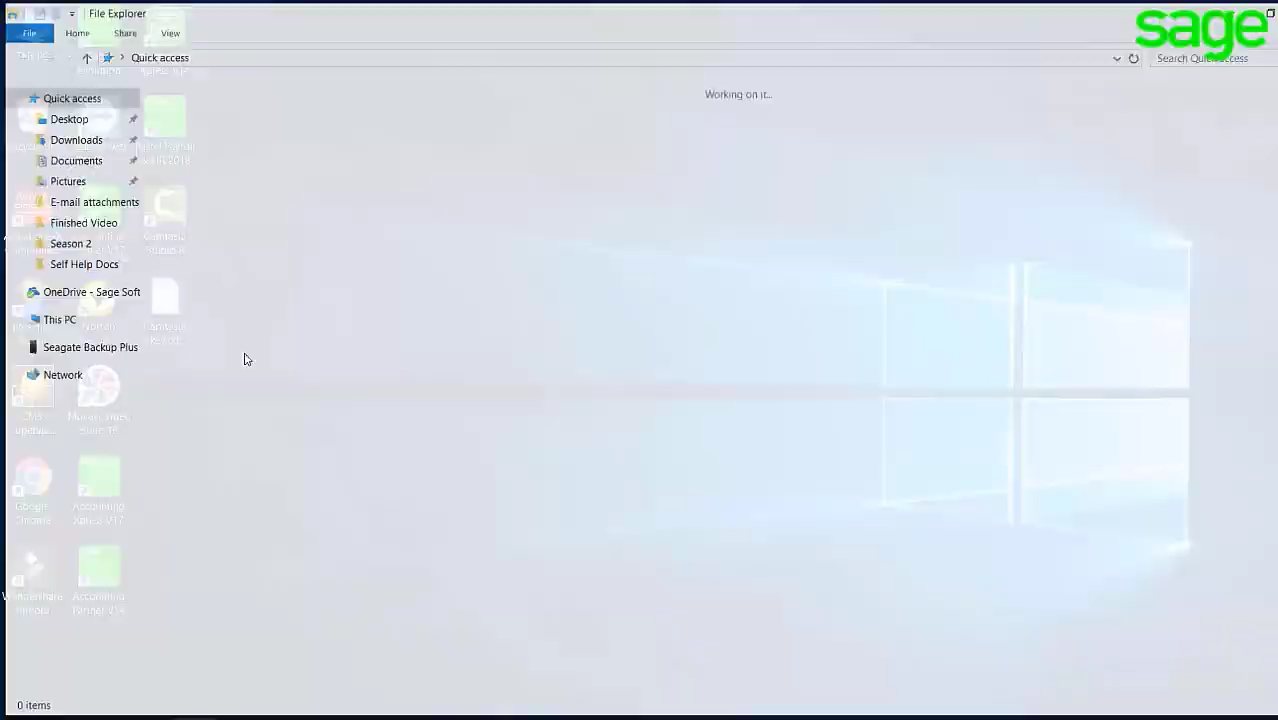 File Explorer
sage
File
Home
Share
View
Quick access
Search Quick access
Working on it...
Quick access
Desktop
Downloads
Documents
Pictures
E-mail attachments
Finished Video
Season 2
Self Help Docs
OneDrive - Sage Soft
This PC
Seagate Backup Plus
Network
Google
Chrome
Accounting
Xpress V17
Accounting
0 items